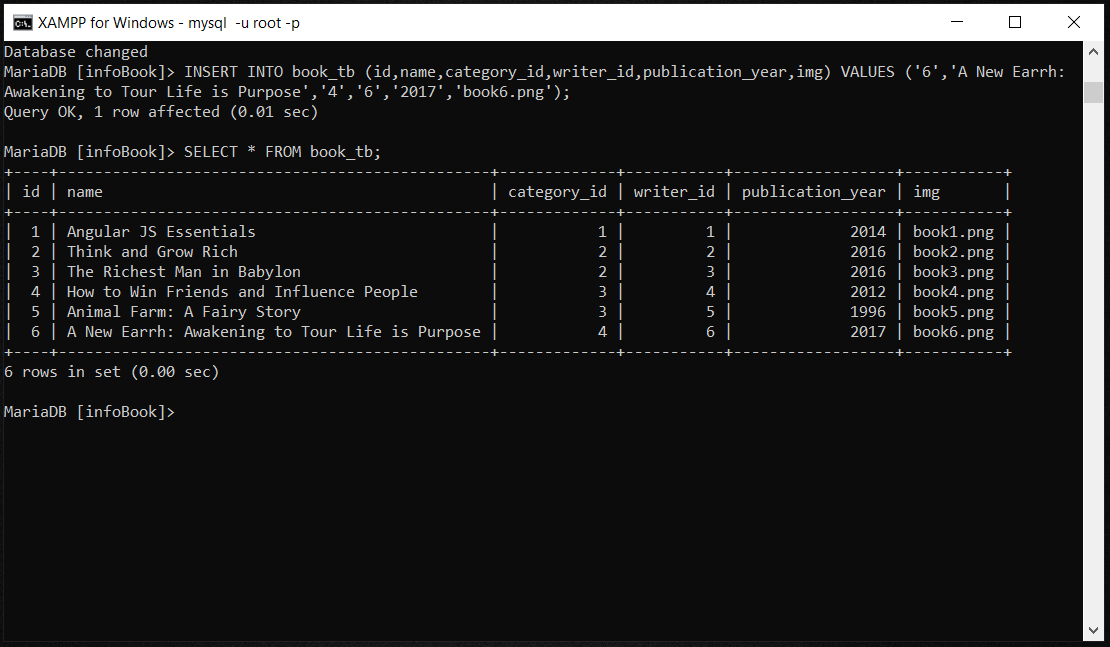 XAMPP for Windows - mysql  -u root -p
Database changed
MariaDB [infoBook]> INSERT INTO book_tb (id,name,category_id,writer_id,publication_year,img) VALUES ('6','A New Earrh:
Awakening to Tour Life is Purpose','4','6','2017','book6.png');
Query OK, 1 row affected (0.01 sec)

MariaDB [infoBook]> SELECT * FROM book_tb;
+----+------------------------------------------------+-------------+-----------+------------------+-----------+
| id | name                                           | category_id | writer_id | publication_year | img       |
+----+------------------------------------------------+-------------+-----------+------------------+-----------+
|  1 | Angular JS Essentials                          |           1 |         1 |             2014 | book1.png |
|  2 | Think and Grow Rich                            |           2 |         2 |             2016 | book2.png |
|  3 | The Richest Man in Babylon                     |           2 |         3 |             2016 | book3.png |
|  4 | How to Win Friends and Influence People        |           3 |         4 |             2012 | book4.png |
|  5 | Animal Farm: A Fairy Story                     |           3 |         5 |             1996 | book5.png |
|  6 | A New Earrh: Awakening to Tour Life is Purpose |           4 |         6 |             2017 | book6.png |
+----+------------------------------------------------+-------------+-----------+------------------+-----------+
6 rows in set (0.00 sec)

MariaDB [infoBook]>